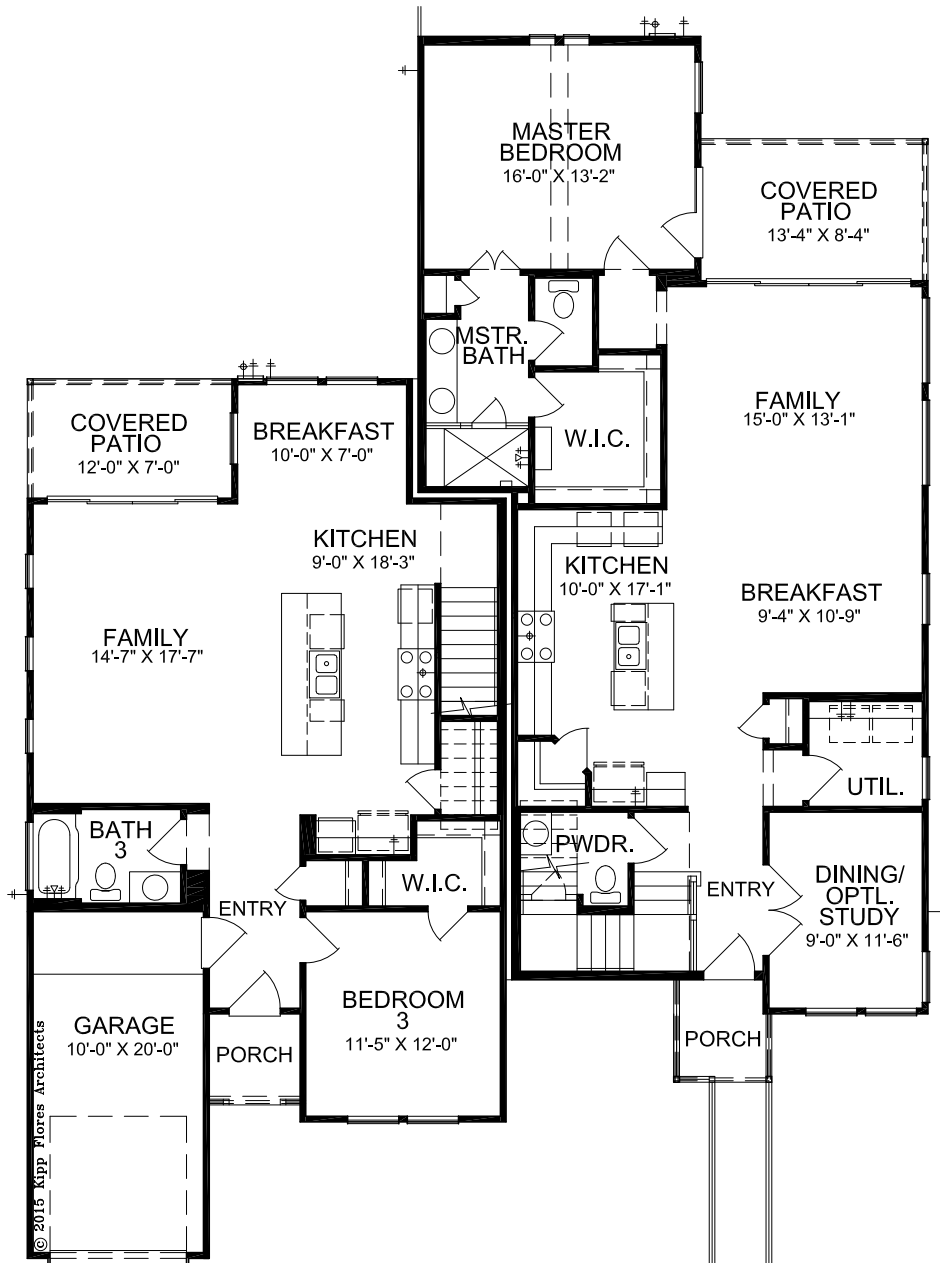 MASTER
BEDROOM
16'-0" X 13'-2"
COVERED
PATIO
13'-4" X 8'-4"
MSTR.
BATH
W.I.C.
FAMILY
15'-0" X 13'-1"
COVERED
PATIO
12'-0" X 7'-0"
BREAKFAST
10'-0" X 7'-0"
KITCHEN
9'-0" X 18'-3"
KITCHEN
10'-0" X 17'-1"
BREAKFAST
9'-4" X 10'-9"
FAMILY
14'-7" X 17'-7"
UTIL.
BATH
3
W.I.C.
PWDR.
ENTRY
ENTRY
DINING/
OPTL.
STUDY
9'-0" X 11'-6"
GARAGE
10'-0" X 20'-0"
PORCH
BEDROOM
3
11'-5" X 12'-0"
PORCH
© 2015 Kipp Flores Architects